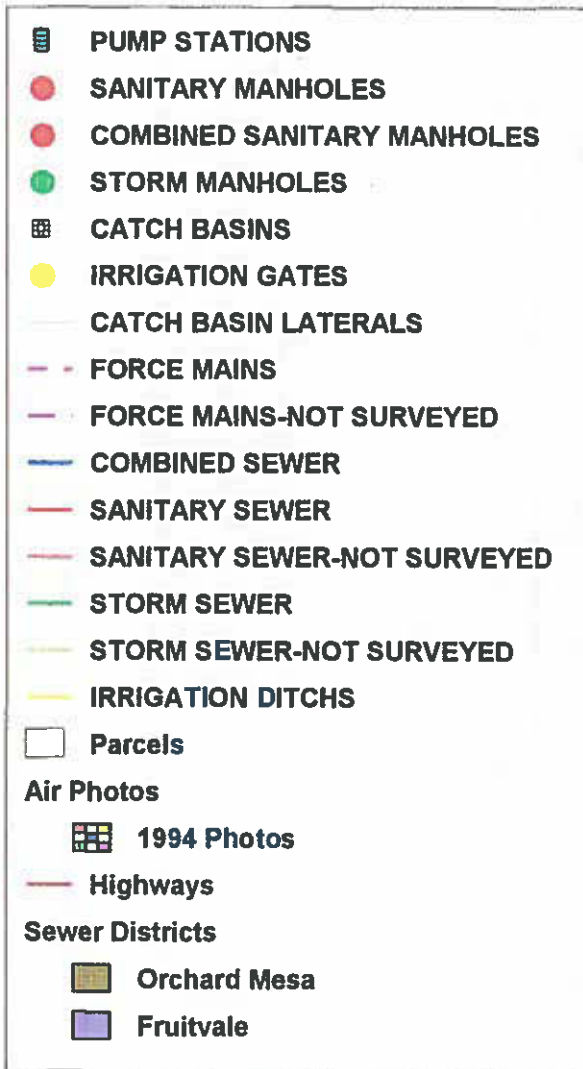 PUMP STATIONS
SANITARY MANHOLES
COMBINED SANITARY MANHOLES
STORM MANHOLES
CATCH BASINS
IRRIGATION GATES
CATCH BASIN LATERALS
FORCE MAINS
FORCE MAINS-NOT SURVEYED
COMBINED SEWER
SANITARY SEWER
SANITARY SEWER-NOT SURVEYED
STORM SEWER
STORM SEWER-NOT SURVEYED
IRRIGATION DITCHS
Parcels
Air Photos
1994 Photos
Highways
Sewer Districts
Orchard Mesa
Fruitvale